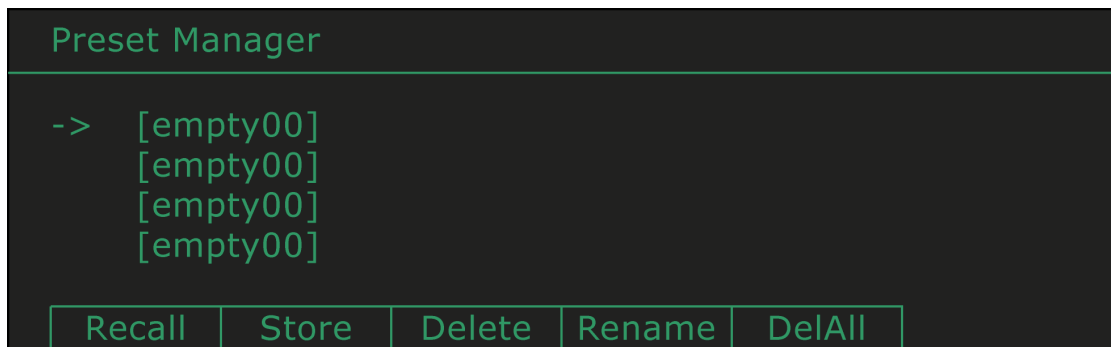 Preset Manager
-> [empty00]
[empty00]
[empty00]
[empty00]
Recall Store Delete Rename DelAll